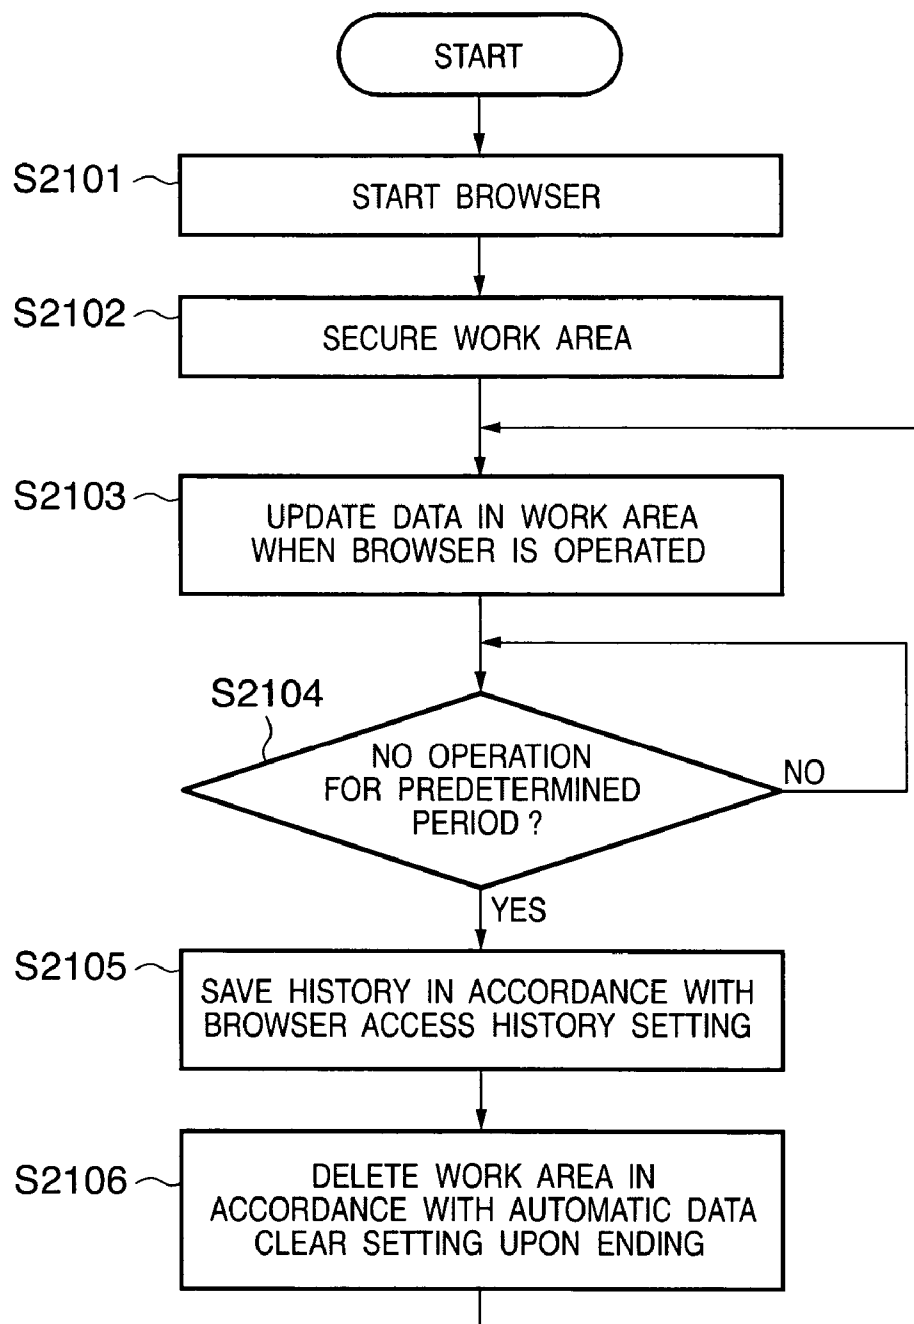 START
S2101
START BROWSER
S2102
SECURE WORK AREA
S2103
UPDATE DATA IN WORK AREA
WHEN BROWSER IS OPERATED
S2104
NO OPERATION
FOR PREDETERMINED
PERIOD ?
NO
YES
S2105
SAVE HISTORY IN ACCORDANCE WITH
BROWSER ACCESS HISTORY SETTING
S2106
DELETE WORK AREA IN
ACCORDANCE WITH AUTOMATIC DATA
CLEAR SETTING UPON ENDING